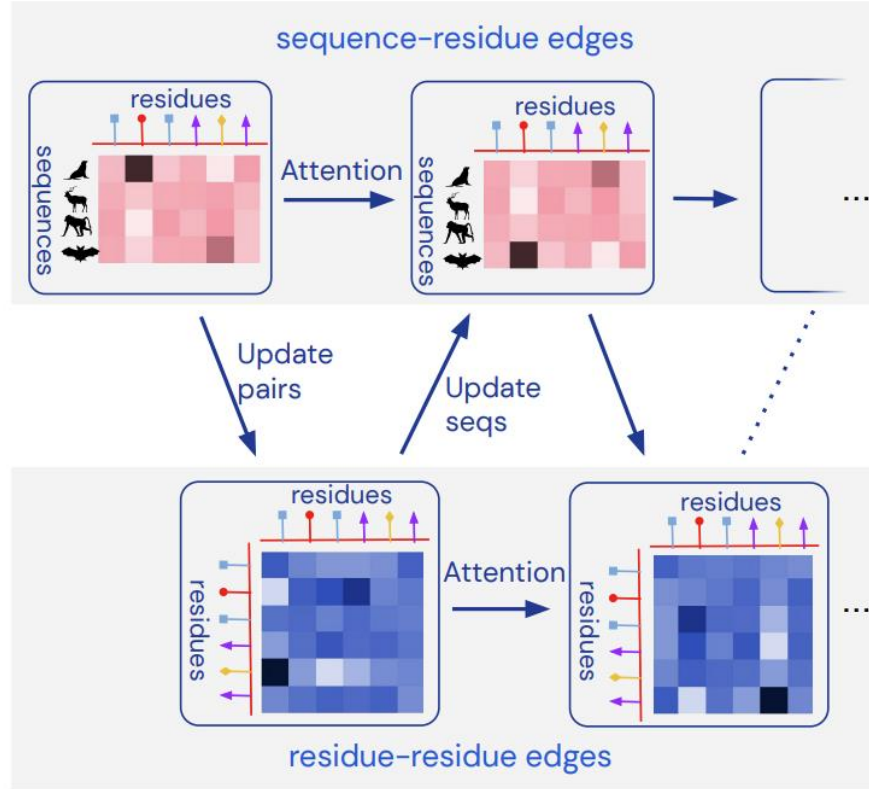 sequence-residue edges
residues
sequences
Attention
residues
sequences
...
Update
pairs
Update
seqs
residues
residues
Attention
residues
residues
...
residue-residue edges